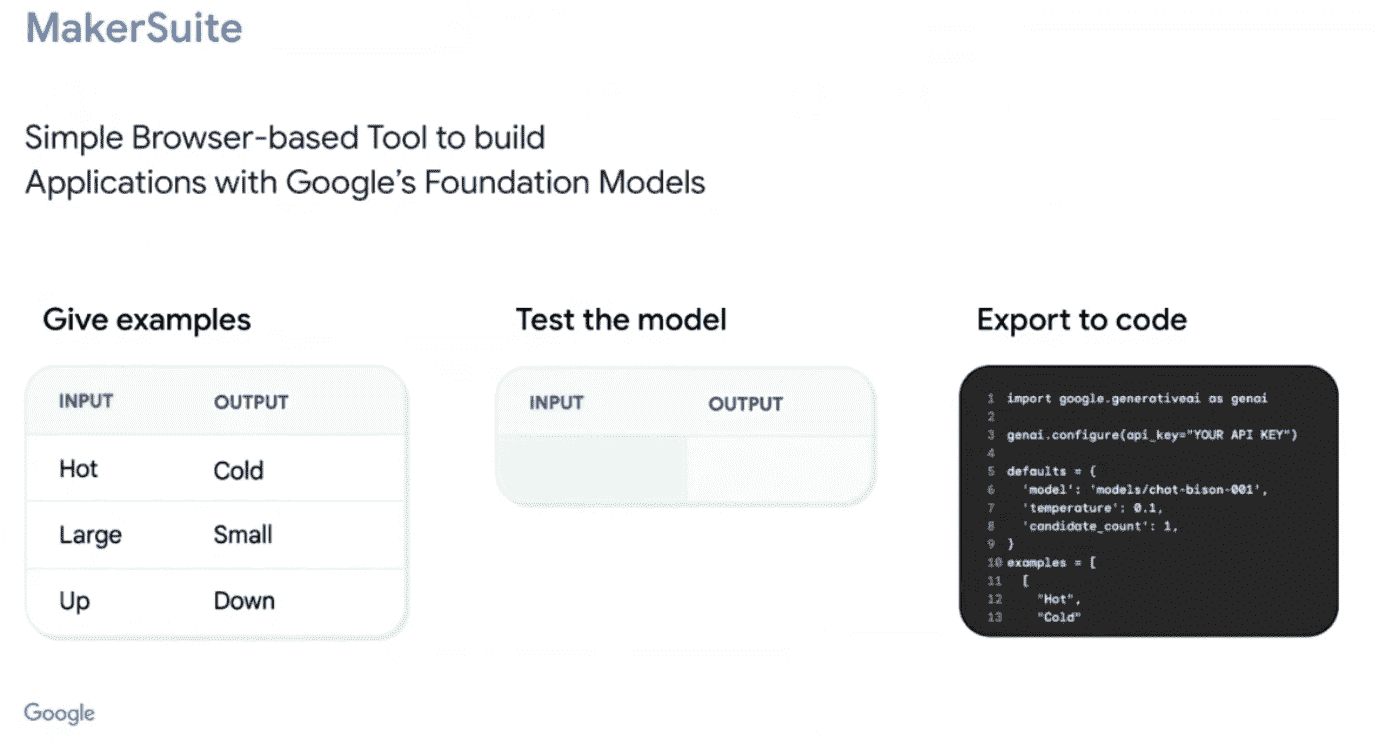 MakerSuite
Simple Browser-based Tool to build
Applications with Google's Foundation Models
Give examples
INPUT OUTPUT
Hot Cold
Large Small
Up Down
Test the model
INPUT OUTPUT
Export to code
1 import google.generativeai as genai
2
3 genai.configure(api_key="YOUR API KEY")
4
5 defaults = {
6   'model': 'models/chat-bison-001',
7   'temperature': 0.1,
8   'candidate_count': 1,
9 }
10 examples = [
11   [
12     "Hot",
13     "Cold"
Google